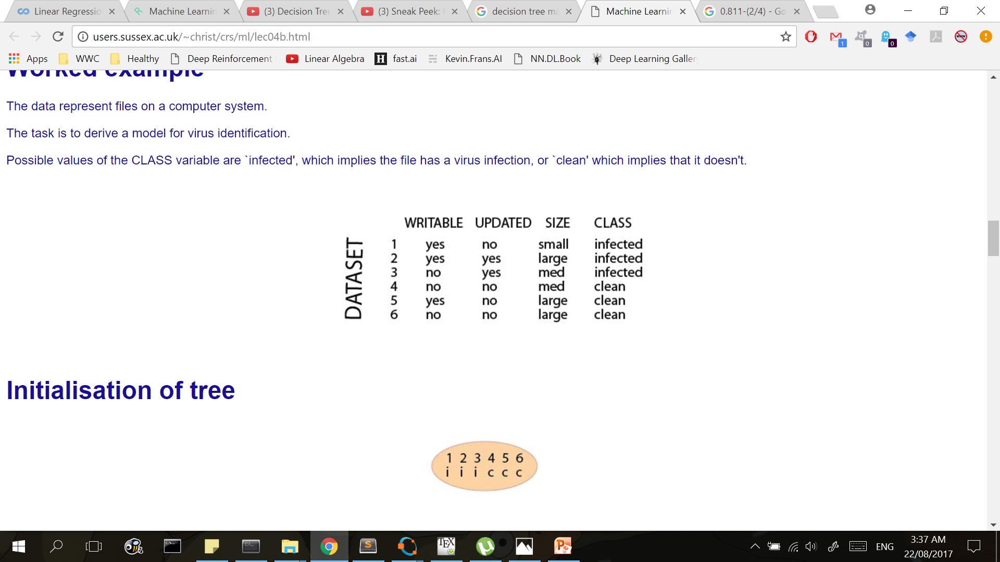 Linear Regressio
Machine Learnin
(3) Decision Tree
(3) Sneak Peek:
decision tree ma
Machine Learnin
0.811-(2/4) - Go
users.sussex.ac.uk/~christ/crs/ml/lec04b.html
1
0
0
Apps
WWC
Healthy
Deep Reinforcement
Linear Algebra
H
fast.ai
Kevin.Frans.AI
NN.DL.Book
Deep Learning Galler
Worked example
The data represent files on a computer system.
The task is to derive a model for virus identification.
Possible values of the CLASS variable are `infected', which implies the file has a virus infection, or `clean' which implies that it doesn't.
WRITABLE UPDATED SIZE CLASS
DATASET
1 yes no small infected
2 yes yes large infected
3 no yes med infected
4 no no med clean
5 yes no large clean
6 no no large clean
Initialisation of tree
1 2 3 4 5 6
i i i c c c
TEX
ENG
3:37 AM
22/08/2017